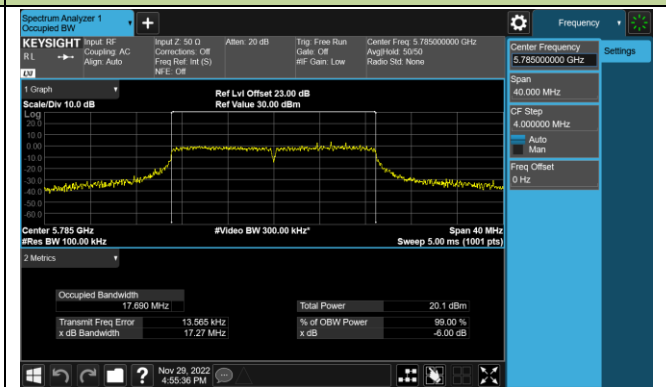 Spectrum Analyzer 1
Occupied BW
Frequency
KEYSIGHT
RL
Input: RF
Coupling: AC
Align: Auto
Input Z: 50 Ω
Corrections: Off
Freq Ref: Int (S)
NFE: Off
Atten: 20 dB
Trig: Free Run
Gate: Off
#IF Gain: Low
Center Freq: 5.785000000 GHz
Avg|Hold: 50/50
Radio Std: None
LXI
Center Frequency
5.785000000 GHz
Settings
Span
40.000 MHz
CF Step
4.000000 MHz
Auto
Man
Freq Offset
0 Hz
1 Graph
Scale/Div 10.0 dB
Ref Lvl Offset 23.00 dB
Ref Value 30.00 dBm
Log
20.0
10.0
0.00
-10.0
-20.0
-30.0
-40.0
-50.0
-60.0
Center 5.785 GHz
#Video BW 300.00 kHz*
Span 40 MHz
#Res BW 100.00 kHz
Sweep 5.00 ms (1001 pts)
2 Metrics
Occupied Bandwidth
17.690 MHz
Total Power 20.1 dBm
Transmit Freq Error 13.565 kHz
% of OBW Power 99.00 %
x dB Bandwidth 17.27 MHz
x dB -6.00 dB
?
Nov 29, 2022
4:55:36 PM